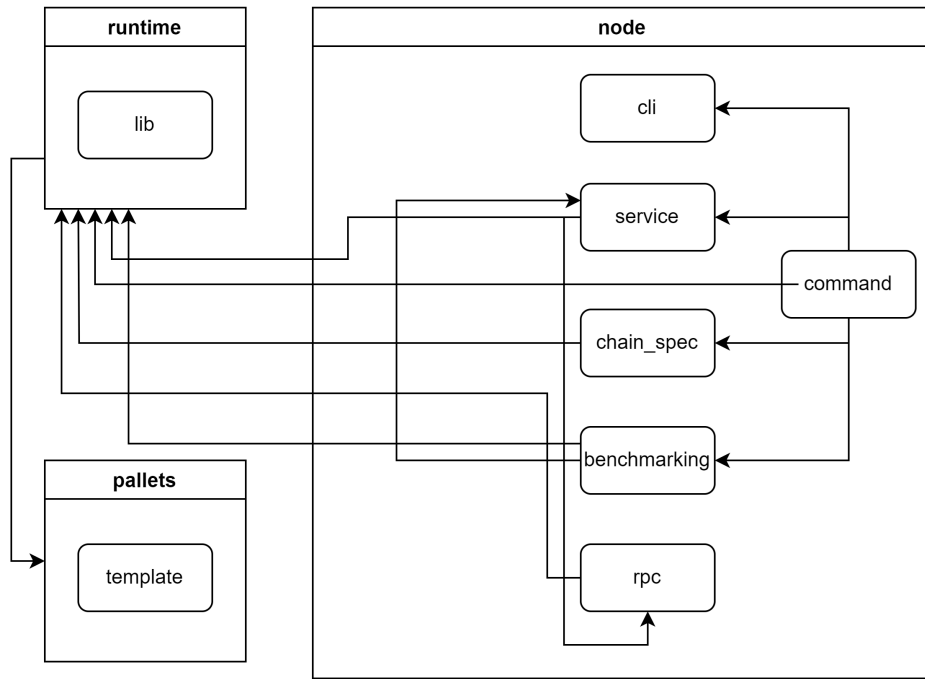 runtime
node
lib
cli
service
command
chain_spec
benchmarking
pallets
template
rpc